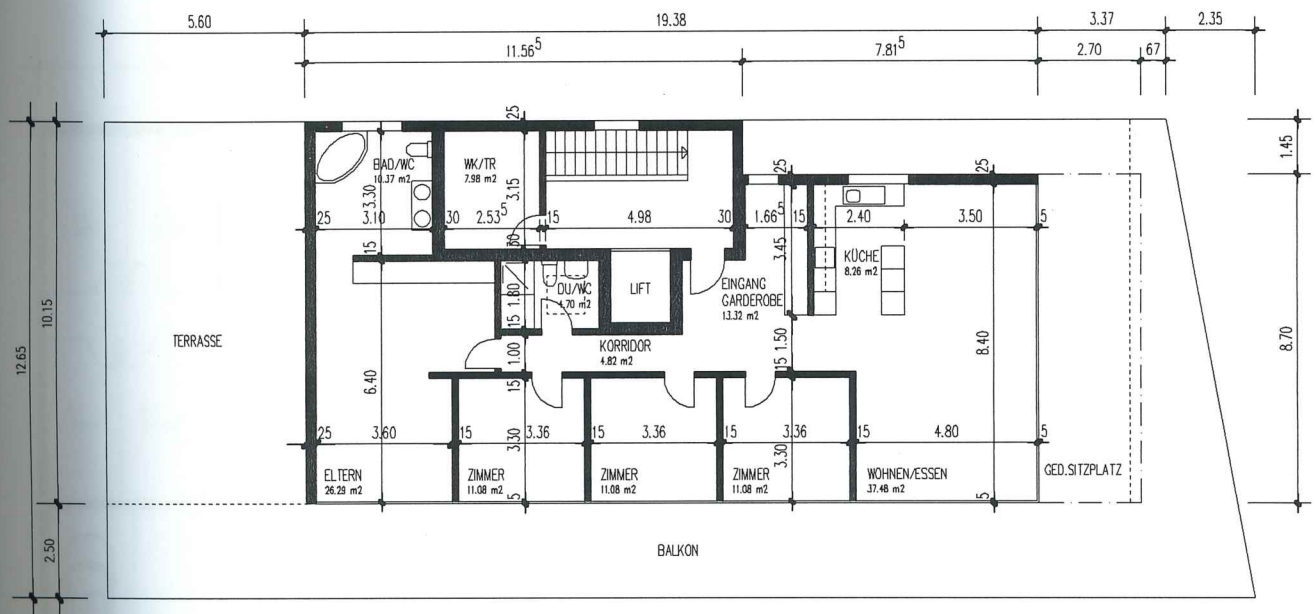 5.60
19.38
3.37
2.35
11.56⁵
7.81⁵
2.70
67
12.65
10.15
2.50
1.45
8.70
25
BAD/WC
10.37 m2
3.30
25
3.10
15
WK/TR
7.98 m2
3.15
30
2.53⁵
30
15
4.98
30
25
1.66⁵
15
3.45
25
2.40
3.50
5
KÜCHE
8.26 m2
EINGANG
GARDEROBE
13.32 m2
LIFT
DU/WC
4.70 m2
1.80
15
KORRIDOR
4.82 m2
1.00
15
1.50
15
8.40
TERRASSE
6.40
25
3.60
15
3.36
15
3.36
15
3.36
15
4.80
5
3.30
3.30
ELTERN
26.29 m2
ZIMMER
11.08 m2
ZIMMER
11.08 m2
ZIMMER
11.08 m2
WOHNEN/ESSEN
37.48 m2
GED.SITZPLATZ
5
5
BALKON